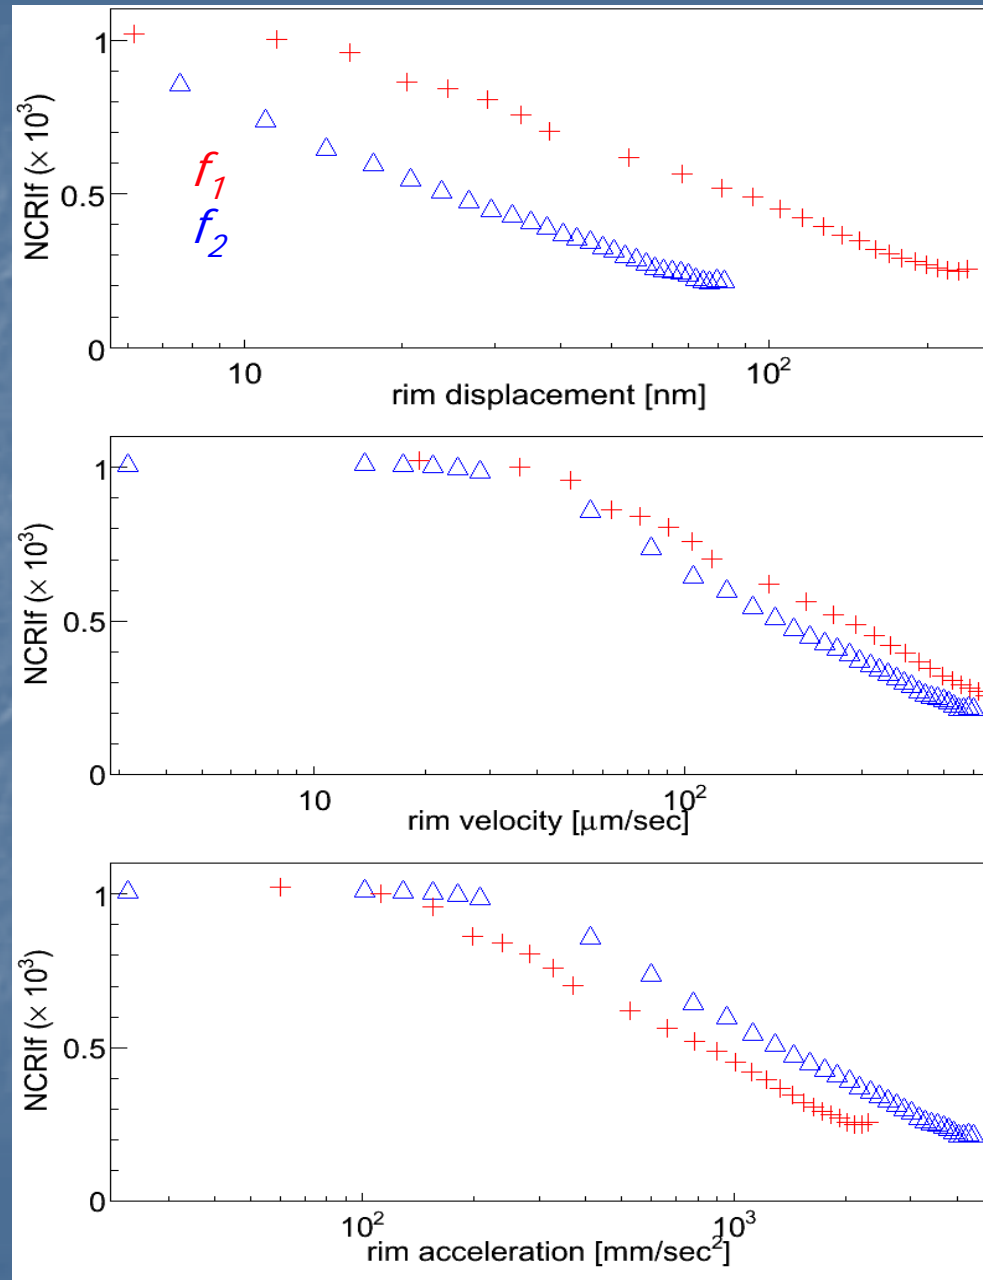 NCRIf (× 10³)
1
0.5
0
f₁
f₂
10
10²
rim displacement [nm]
NCRIf (× 10³)
1
0.5
0
10
10²
rim velocity [μm/sec]
NCRIf (× 10³)
1
0.5
0
10²
10³
rim acceleration [mm/sec²]